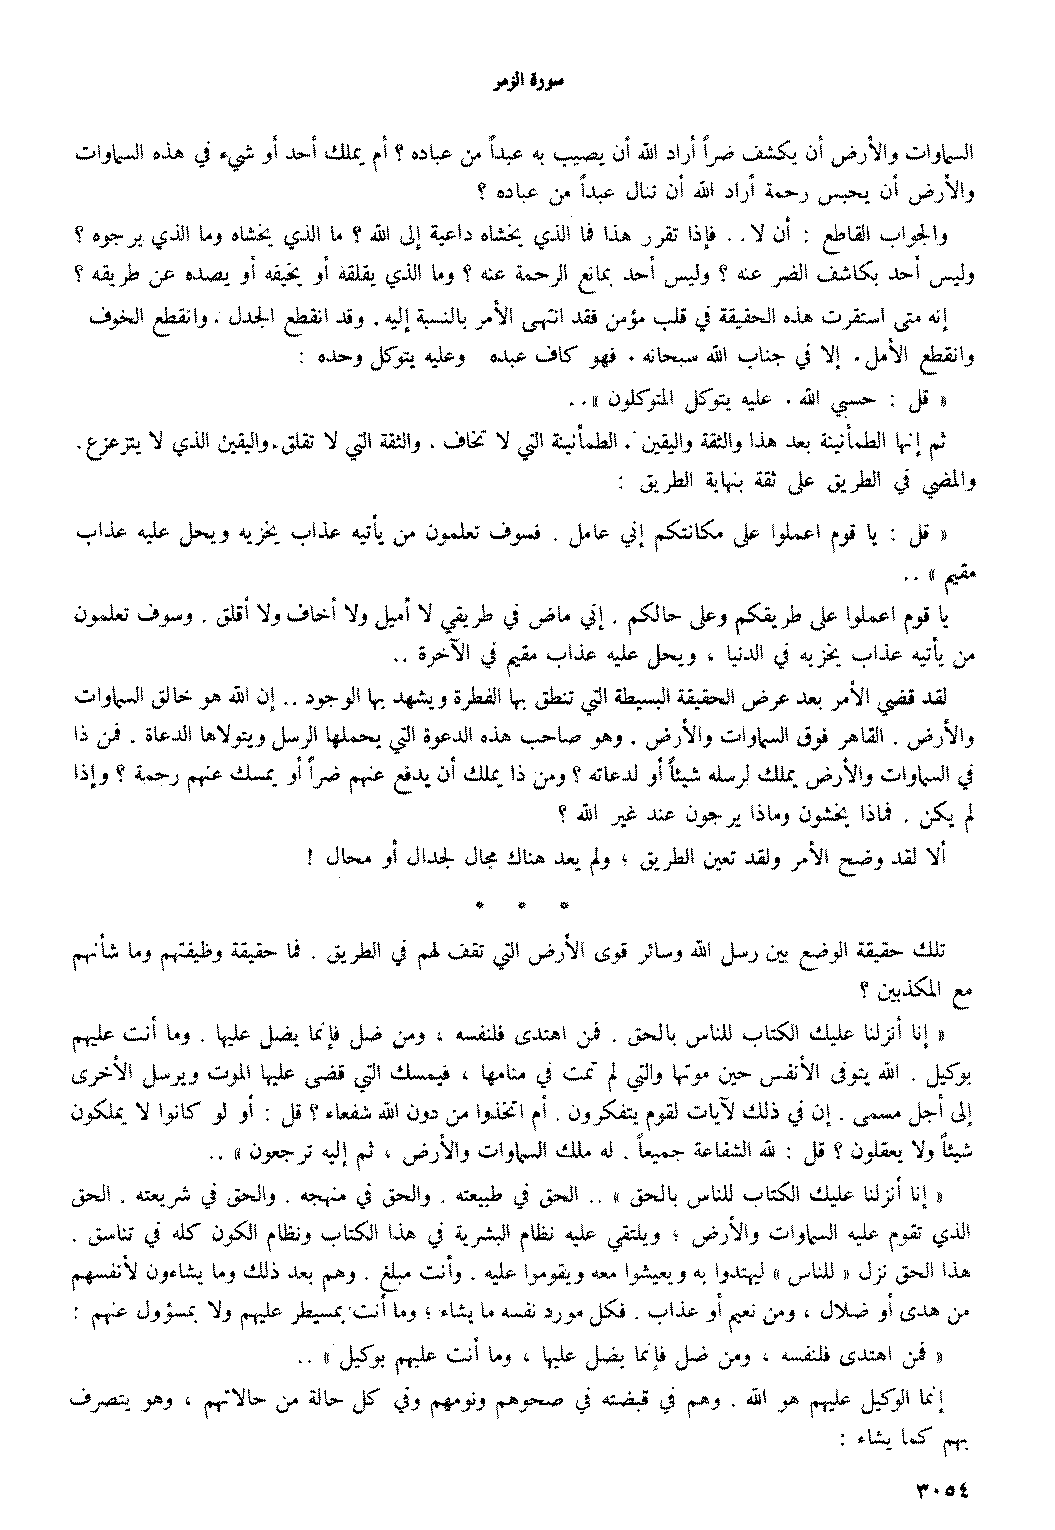 سورة الزمر
السماوات والأرض أن يكشف ضراً أراد الله أن يصيب به عبداً من عباده ؟ أم يملك أحد أو شيء في هذه السماوات
والأرض أن يحبس رحمة أراد الله أن تنال عبداً من عباده ؟
والجواب القاطع : أن لا .. فإذا تقرر هذا فما الذي يخشاه داعية إلى الله ؟ ما الذي يخشاه وما الذي يرجوه ؟
وليس أحد بكاشف الضر عنه ؟ وليس أحد بمانع الرحمة عنه ؟ وما الذي يقلقه أو يخيفه أو يصده عن طريقه ؟
إنه متى استقرت هذه الحقيقة في قلب مؤمن فقد انتهى الأمر بالنسبة إليه . وقد انقطع الجدل . وانقطع الخوف
وانقطع الأمل . إلا في جناب الله سبحانه . فهو كاف عبده وعليه يتوكل وحده :
« قل : حسبي الله . عليه يتوكل المتوكلون » ..
ثم إنها الطمأنينة بعد هذا والثقة واليقين . الطمأنينة التي لا تخاف . والثقة التي لا تقلق . واليقين الذي لا يتزعزع .
والمضي في الطريق على ثقة بنهاية الطريق :
« قل : يا قوم اعملوا على مكانتكم إني عامل . فسوف تعلمون من يأتيه عذاب يخزيه ويحل عليه عذاب
مقيم » ..
يا قوم اعملوا على طريقكم وعلى حالكم . إني ماض في طريقي لا أميل ولا أخاف ولا أقلق . وسوف تعلمون
من يأتيه عذاب يخزيه في الدنيا ، ويحل عليه عذاب مقيم في الآخرة ..
لقد قضي الأمر بعد عرض الحقيقة البسيطة التي تنطق بها الفطرة ويشهد بها الوجود .. إن الله هو خالق السماوات
والأرض . القاهر فوق السماوات والأرض . وهو صاحب هذه الدعوة التي يحملها الرسل ويتولاها الدعاة . فمن ذا
في السماوات والأرض يملك لرسله شيئاً أو لدعاته ؟ ومن ذا يملك أن يدفع عنهم ضراً أو يمسك عنهم رحمة ؟ وإذا
لم يكن . فماذا يخشون وماذا يرجون عند غير الله ؟
ألا لقد وضح الأمر ولقد تعين الطريق ؛ ولم يعد هناك مجال لجدال أو محال !
* * *
تلك حقيقة الوضع بين رسل الله وسائر قوى الأرض التي تقف لهم في الطريق . فما حقيقة وظيفتهم وما شأنهم
مع المكذبين ؟
« إنا أنزلنا عليك الكتاب للناس بالحق . فمن اهتدى فلنفسه ، ومن ضل فإنما يضل عليها . وما أنت عليهم
بوكيل . الله يتوفى الأنفس حين موتها والتي لم تمت في منامها ، فيمسك التي قضى عليها الموت ويرسل الأخرى
إلى أجل مسمى . إن في ذلك لآيات لقوم يتفكرون . أم اتخذوا من دون الله شفعاء ؟ قل : أو لو كانوا لا يملكون
شيئاً ولا يعقلون ؟ قل : لله الشفاعة جميعاً . له ملك السماوات والأرض ، ثم إليه ترجعون » ..
« إنا أنزلنا عليك الكتاب للناس بالحق » .. الحق في طبيعته . والحق في منهجه . والحق في شريعته . الحق
الذي تقوم عليه السماوات والأرض ؛ ويلتقي عليه نظام البشرية في هذا الكتاب ونظام الكون كله في تناسق .
هذا الحق نزل « للناس » ليهتدوا به ويعيشوا معه ويقوموا عليه . وأنت مبلغ . وهم بعد ذلك وما يشاءون لأنفسهم
من هدى أو ضلال ، ومن نعيم أو عذاب . فكل مورد نفسه ما يشاء ؛ وما أنت بمسيطر عليهم ولا بمسؤول عنهم :
« فمن اهتدى فلنفسه ، ومن ضل فإنما يضل عليها ، وما أنت عليهم بوكيل » ..
إنما الوكيل عليهم هو الله . وهم في قبضته في صحوهم ونومهم وفي كل حالة من حالاتهم ، وهو يتصرف
بهم كما يشاء :
٣٠٥٤